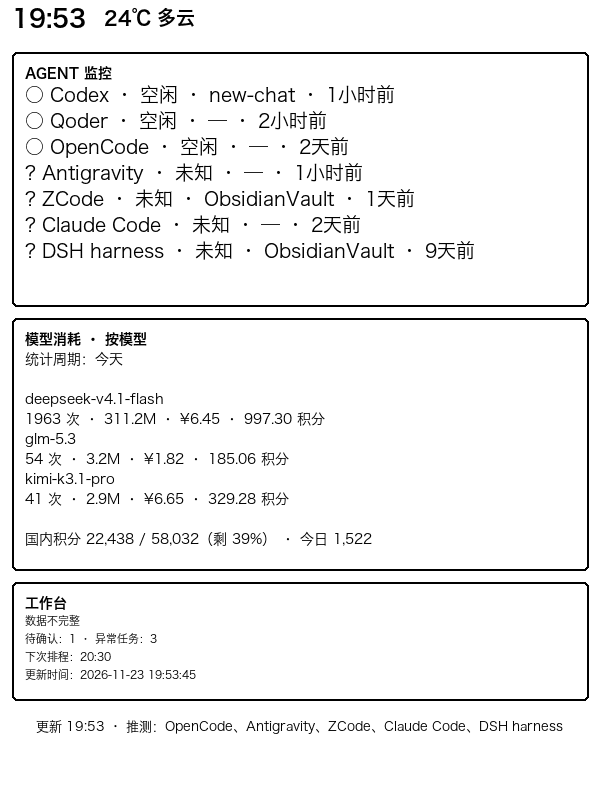 19:53 24℃ 多云
AGENT 监控
○ Codex · 空闲 · new-chat · 1小时前
○ Qoder · 空闲 · — · 2小时前
○ OpenCode · 空闲 · — · 2天前
? Antigravity · 未知 · — · 1小时前
? ZCode · 未知 · ObsidianVault · 1天前
? Claude Code · 未知 · — · 2天前
? DSH harness · 未知 · ObsidianVault · 9天前
模型消耗 · 按模型
统计周期：今天
deepseek-v4.1-flash
1963 次 · 311.2M · ¥6.45 · 997.30 积分
glm-5.3
54 次 · 3.2M · ¥1.82 · 185.06 积分
kimi-k3.1-pro
41 次 · 2.9M · ¥6.65 · 329.28 积分
国内积分 22,438 / 58,032（剩 39%） · 今日 1,522
工作台
数据不完整
待确认：1 · 异常任务：3
下次排程：20:30
更新时间：2026-11-23 19:53:45
更新 19:53 · 推测：OpenCode、Antigravity、ZCode、Claude Code、DSH harness